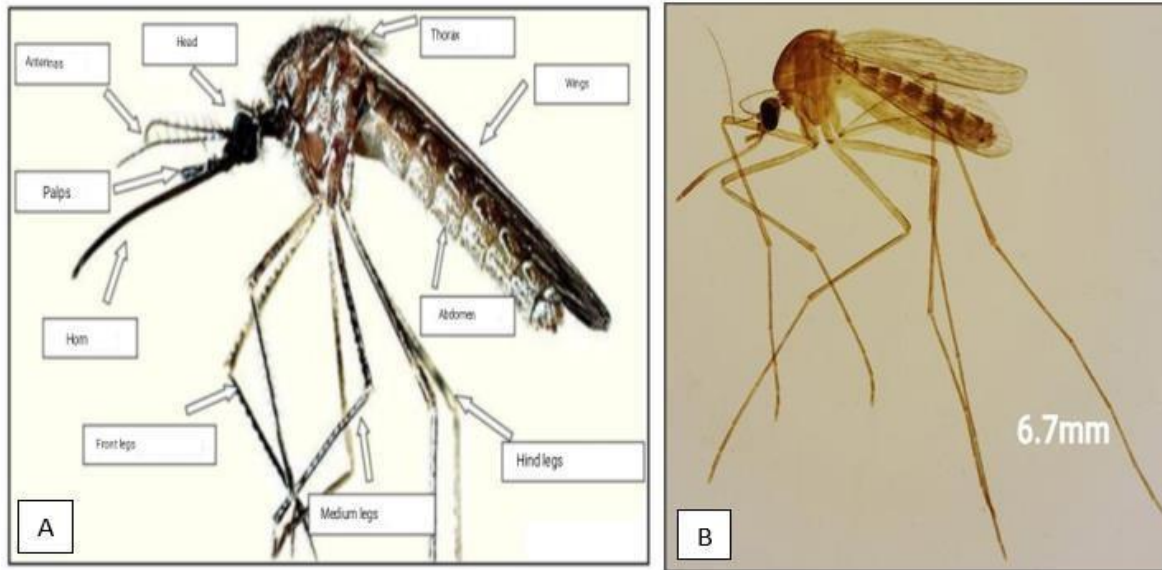 Head
Thorax
Antennas
Wings
Palps
Horn
Abdomen
Front legs
Hind legs
Medium legs
A
6.7mm
B